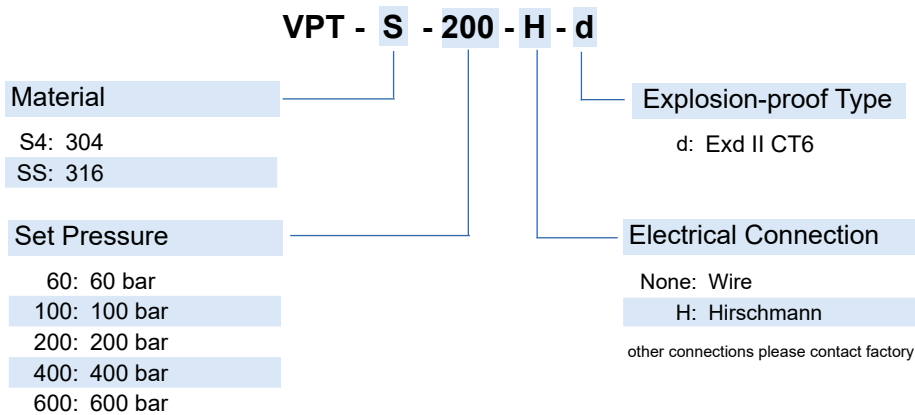 VPT - S - 200 - H - d
Material
S4: 304
SS: 316
Set Pressure
60: 60 bar
100: 100 bar
200: 200 bar
400: 400 bar
600: 600 bar
Explosion-proof Type
d: Exd II CT6
Electrical Connection
None: Wire
H: Hirschmann
other connections please contact factory